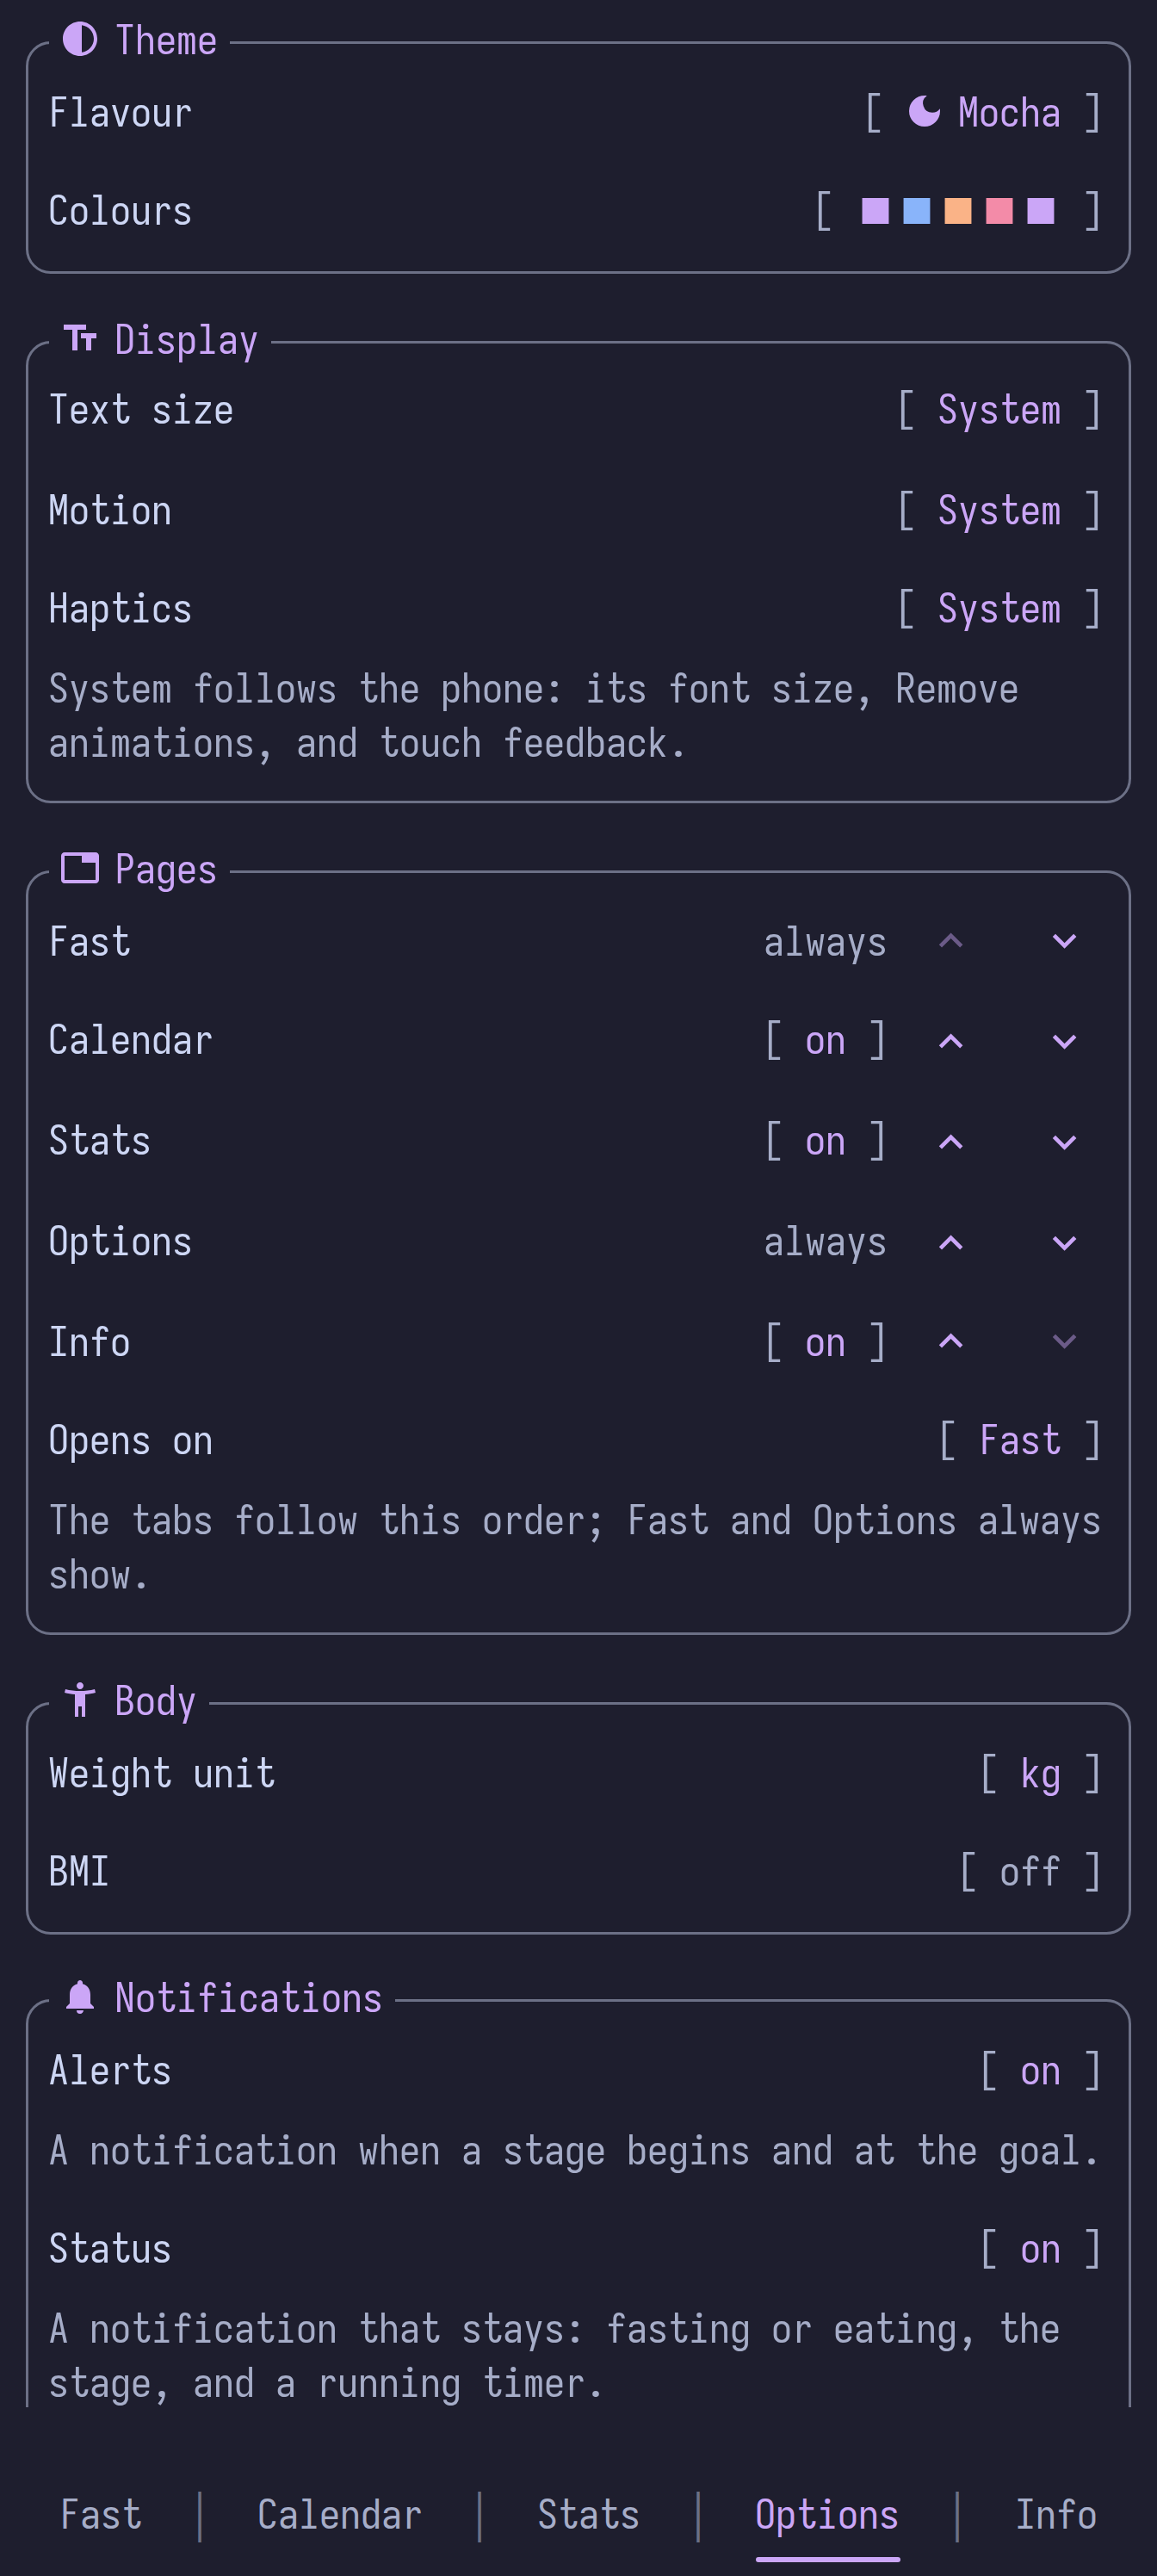 Theme
Flavour [ Mocha ]
Colours [ ]
Display
Text size [ System ]
Motion [ System ]
Haptics [ System ]
System follows the phone: its font size, Remove
animations, and touch feedback.
Pages
Fast always
Calendar [ on ]
Stats [ on ]
Options always
Info [ on ]
Opens on [ Fast ]
The tabs follow this order; Fast and Options always
show.
Body
Weight unit [ kg ]
BMI [ off ]
Notifications
Alerts [ on ]
A notification when a stage begins and at the goal.
Status [ on ]
A notification that stays: fasting or eating, the
stage, and a running timer.
Fast | Calendar | Stats | Options | Info